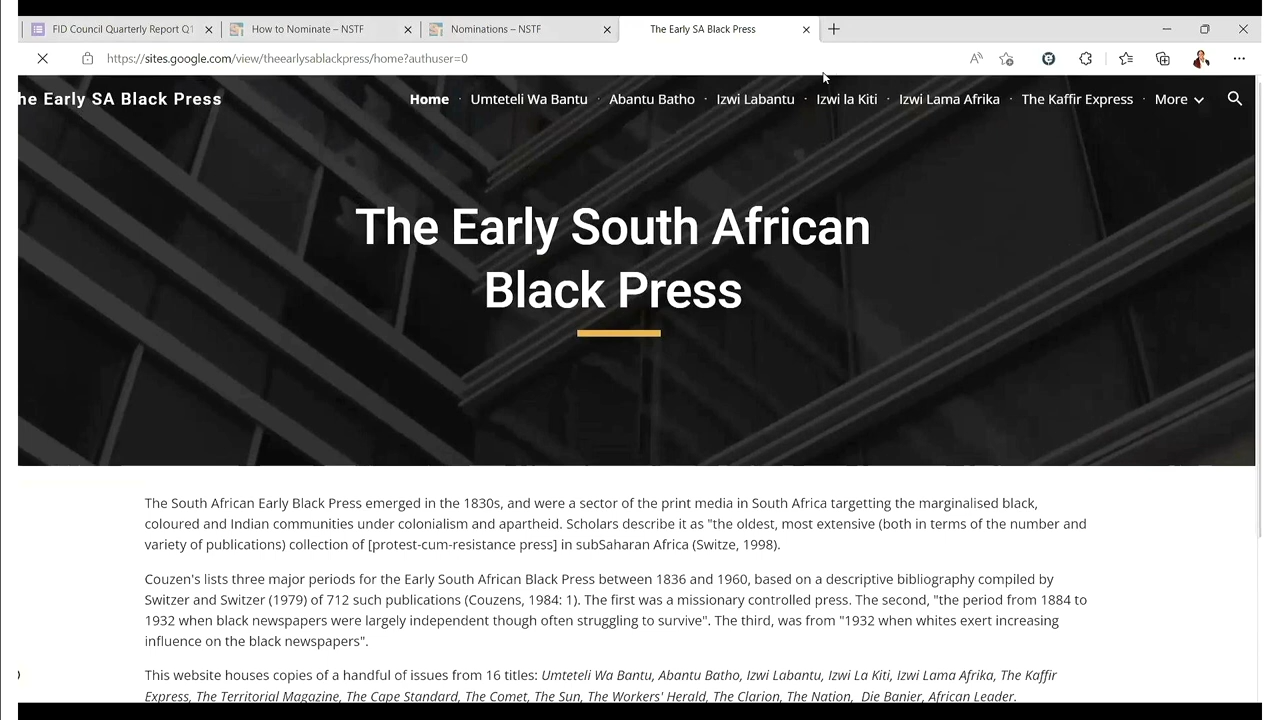 FID Council Quarterly Report Q1
How to Nominate – NSTF
Nominations – NSTF
The Early SA Black Press
https://sites.google.com/view/theearlysablackpress/home?authuser=0
he Early SA Black Press
Home · Umteteli Wa Bantu · Abantu Batho · Izwi Labantu · Izwi la Kiti · Izwi Lama Afrika · The Kaffir Express · More
The Early South African
Black Press
The South African Early Black Press emerged in the 1830s, and were a sector of the print media in South Africa targetting the marginalised black,
coloured and Indian communities under colonialism and apartheid. Scholars describe it as "the oldest, most extensive (both in terms of the number and
variety of publications) collection of [protest-cum-resistance press] in subSaharan Africa (Switze, 1998).
Couzen's lists three major periods for the Early South African Black Press between 1836 and 1960, based on a descriptive bibliography compiled by
Switzer and Switzer (1979) of 712 such publications (Couzens, 1984: 1). The first was a missionary controlled press. The second, "the period from 1884 to
1932 when black newspapers were largely independent though often struggling to survive". The third, was from "1932 when whites exert increasing
influence on the black newspapers".
This website houses copies of a handful of issues from 16 titles: Umteteli Wa Bantu, Abantu Batho, Izwi Labantu, Izwi La Kiti, Izwi Lama Afrika, The Kaffir
Express, The Territorial Magazine, The Cape Standard, The Comet, The Sun, The Workers' Herald, The Clarion, The Nation, Die Banier, African Leader.